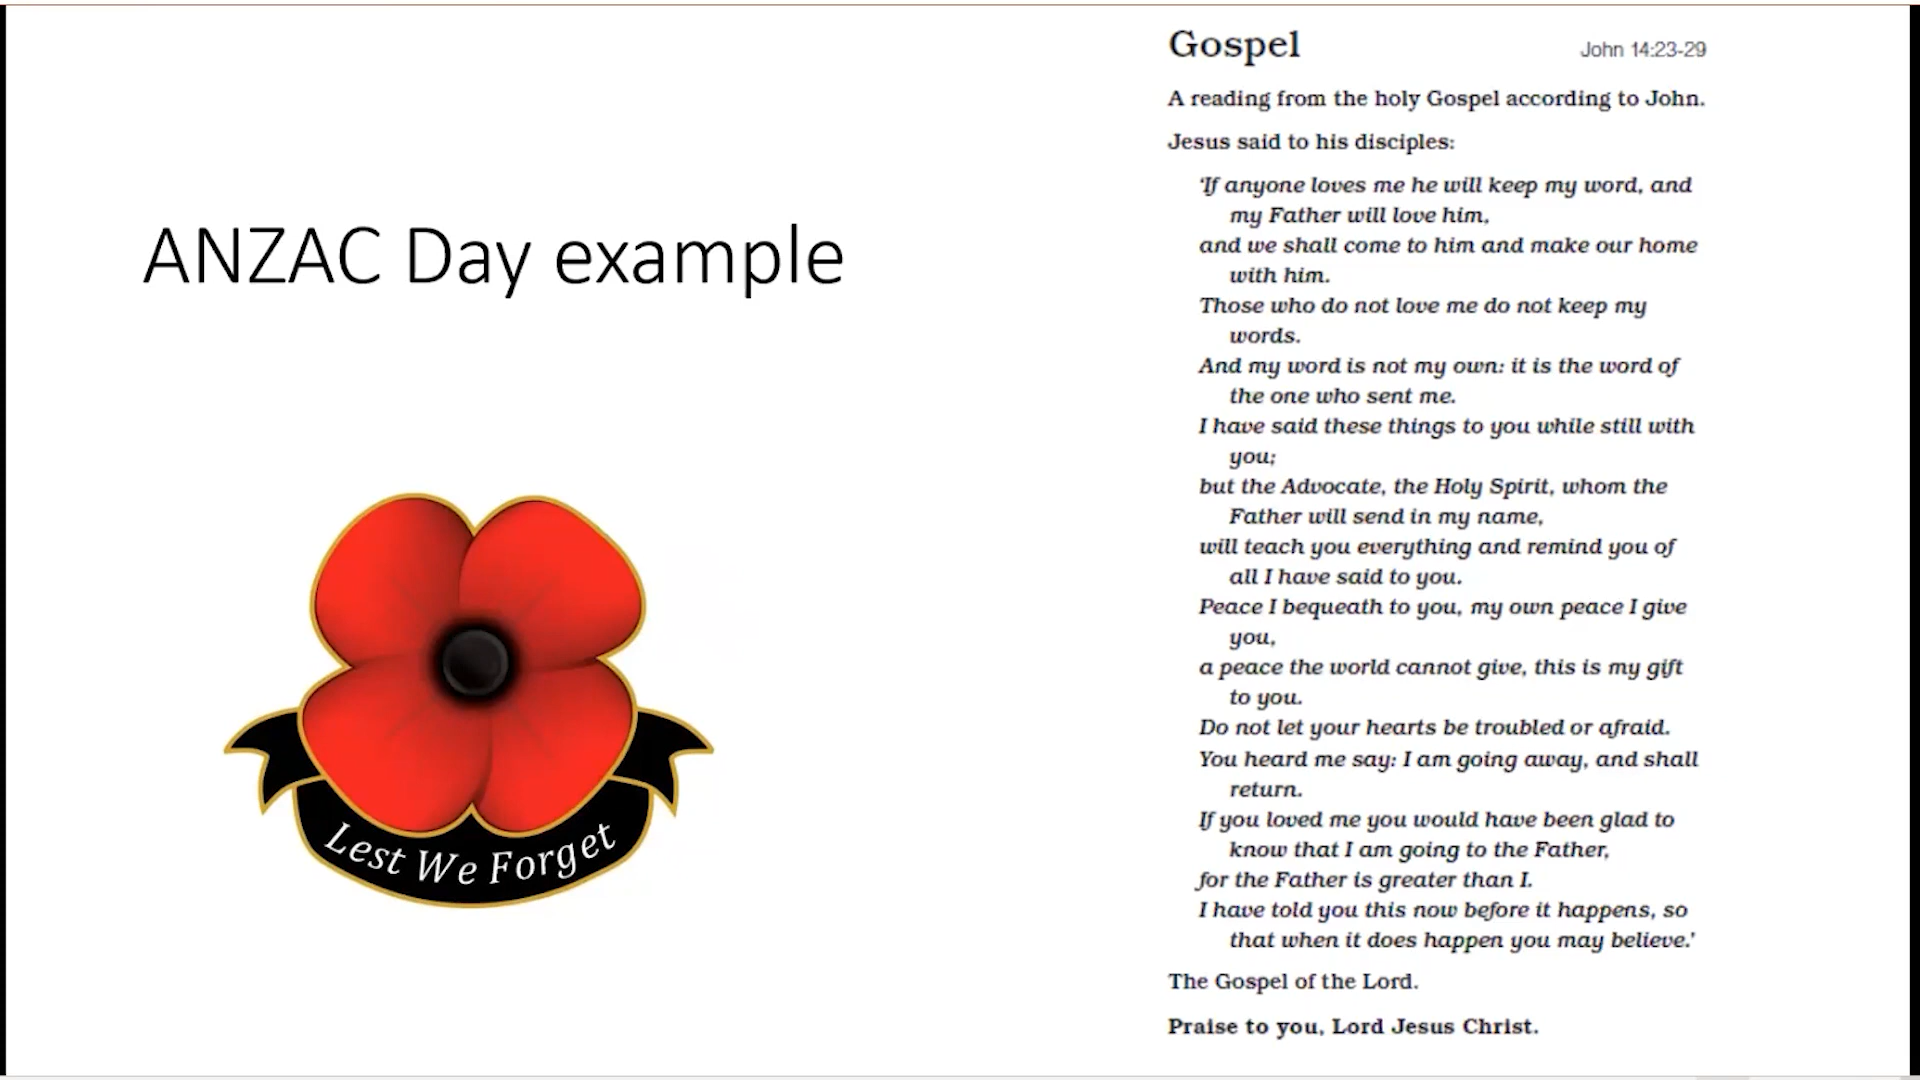 ANZAC Day example
Lest We Forget
Gospel
John 14:23-29
A reading from the holy Gospel according to John.
Jesus said to his disciples:
'If anyone loves me he will keep my word, and
my Father will love him,
and we shall come to him and make our home
with him.
Those who do not love me do not keep my
words.
And my word is not my own: it is the word of
the one who sent me.
I have said these things to you while still with
you;
but the Advocate, the Holy Spirit, whom the
Father will send in my name,
will teach you everything and remind you of
all I have said to you.
Peace I bequeath to you, my own peace I give
you,
a peace the world cannot give, this is my gift
to you.
Do not let your hearts be troubled or afraid.
You heard me say: I am going away, and shall
return.
If you loved me you would have been glad to
know that I am going to the Father,
for the Father is greater than I.
I have told you this now before it happens, so
that when it does happen you may believe.'
The Gospel of the Lord.
Praise to you, Lord Jesus Christ.